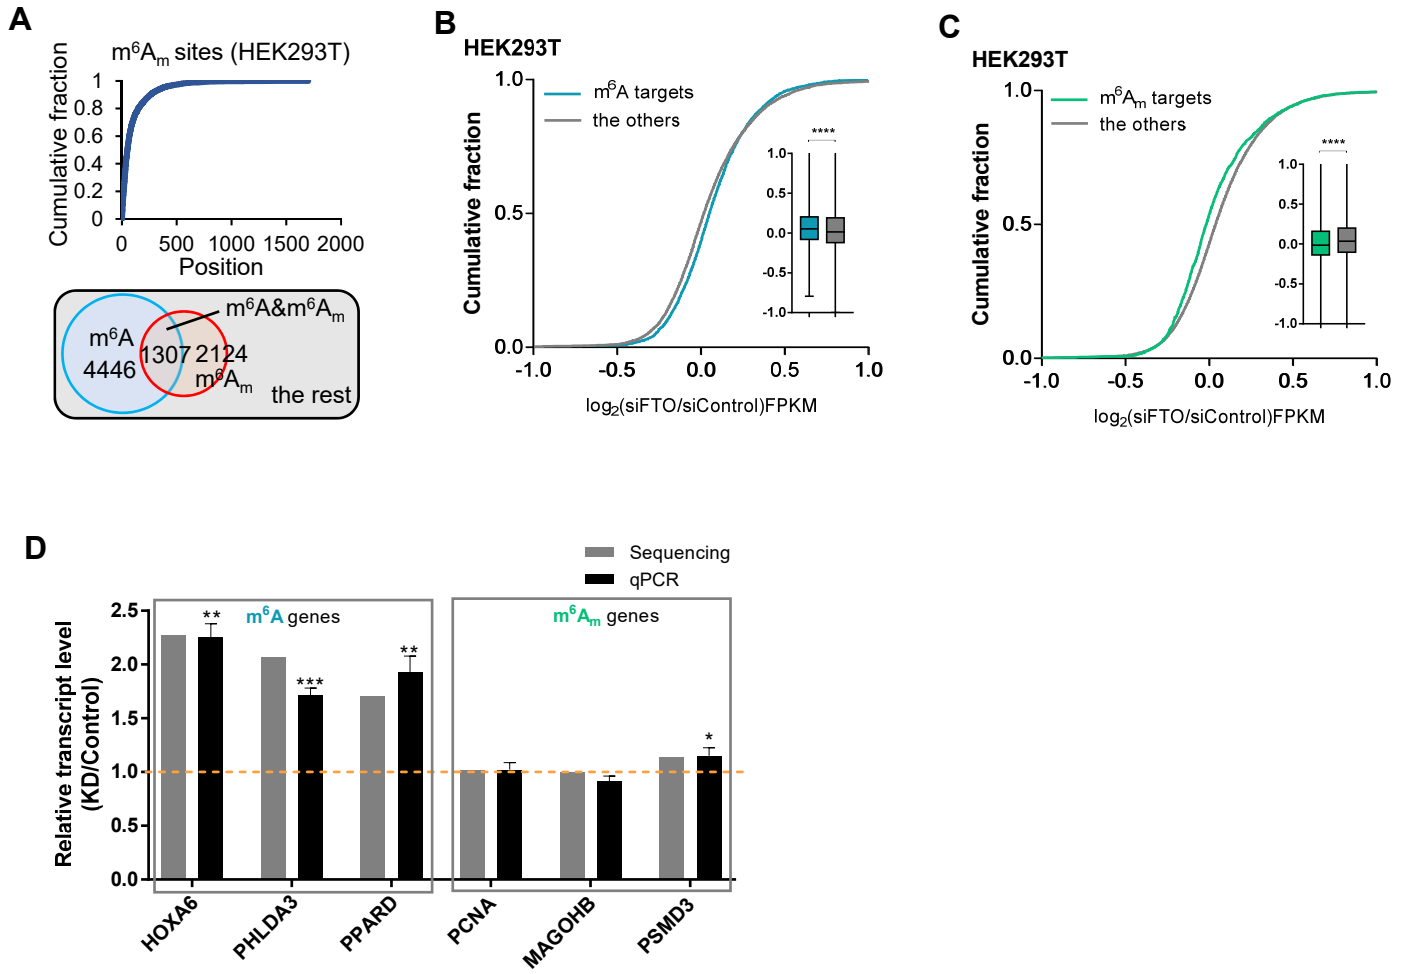 A
m⁶Aₘ sites (HEK293T)
Cumulative fraction
1
0.8
0.6
0.4
0.2
0
0 500 1000 1500 2000
Position
m⁶A&m⁶Aₘ
m⁶A
4446
1307
2124
m⁶Aₘ
the rest
B
HEK293T
m⁶A targets
the others
Cumulative fraction
1.0
0.5
0.0
-1.0 -0.5 0.0 0.5 1.0
log₂(siFTO/siControl)FPKM
****
1.0
0.5
0.0
-0.5
-1.0
C
HEK293T
m⁶Aₘ targets
the others
Cumulative fraction
1.0
0.5
0.0
-1.0 -0.5 0.0 0.5 1.0
log₂(siFTO/siControl)FPKM
****
1.0
0.5
0.0
-0.5
-1.0
D
Sequencing
qPCR
m⁶A genes
m⁶Aₘ genes
Relative transcript level
(KD/Control)
2.5
2.0
1.5
1.0
0.5
0.0
**
***
**
*
HOXA6
PHLDA3
PPARD
PCNA
MAGOHB
PSMD3